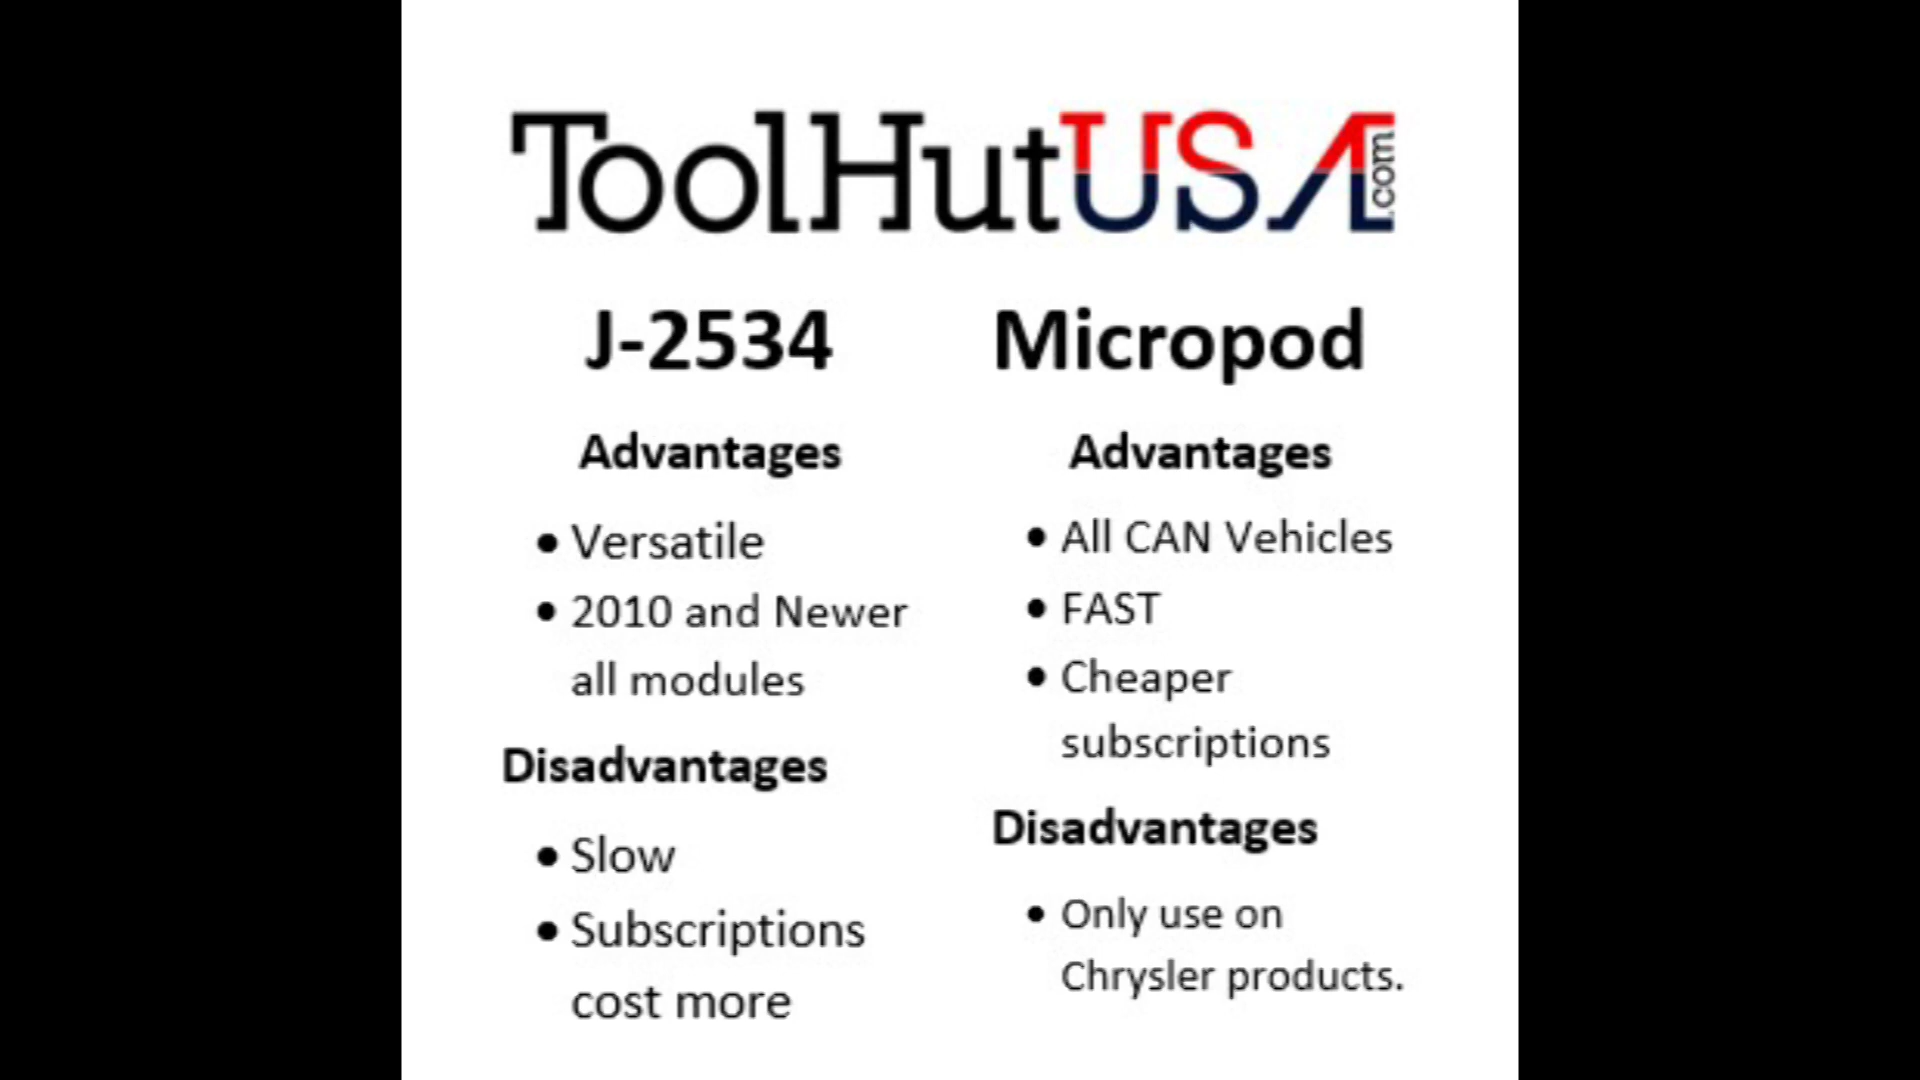 ToolHutUSA.com
J-2534
Advantages
• Versatile
• 2010 and Newer
all modules
Disadvantages
• Slow
• Subscriptions
cost more
Micropod
Advantages
• All CAN Vehicles
• FAST
• Cheaper
subscriptions
Disadvantages
• Only use on
Chrysler products.